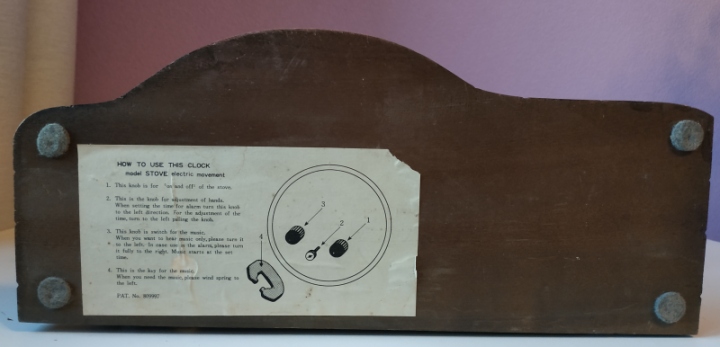 HOW TO USE THIS CLOCK
model STOVE electric movement
1. This knob is for "on and off" of the stove.
2. This is the knob for adjustment of hands.
When setting the time for alarm turn this knob
to the left direction. For the adjustment of the
time, turn to the left pulling the knob.
3. This knob is switch for the music.
When you want to hear music only, please turn it
to the left. In case use as the alarm, please turn
it fully to the right. Music starts at the set
time.
4. This is the key for the music.
When you need the music, please wind spring to
the left.
PAT. No.
3
2
1
4